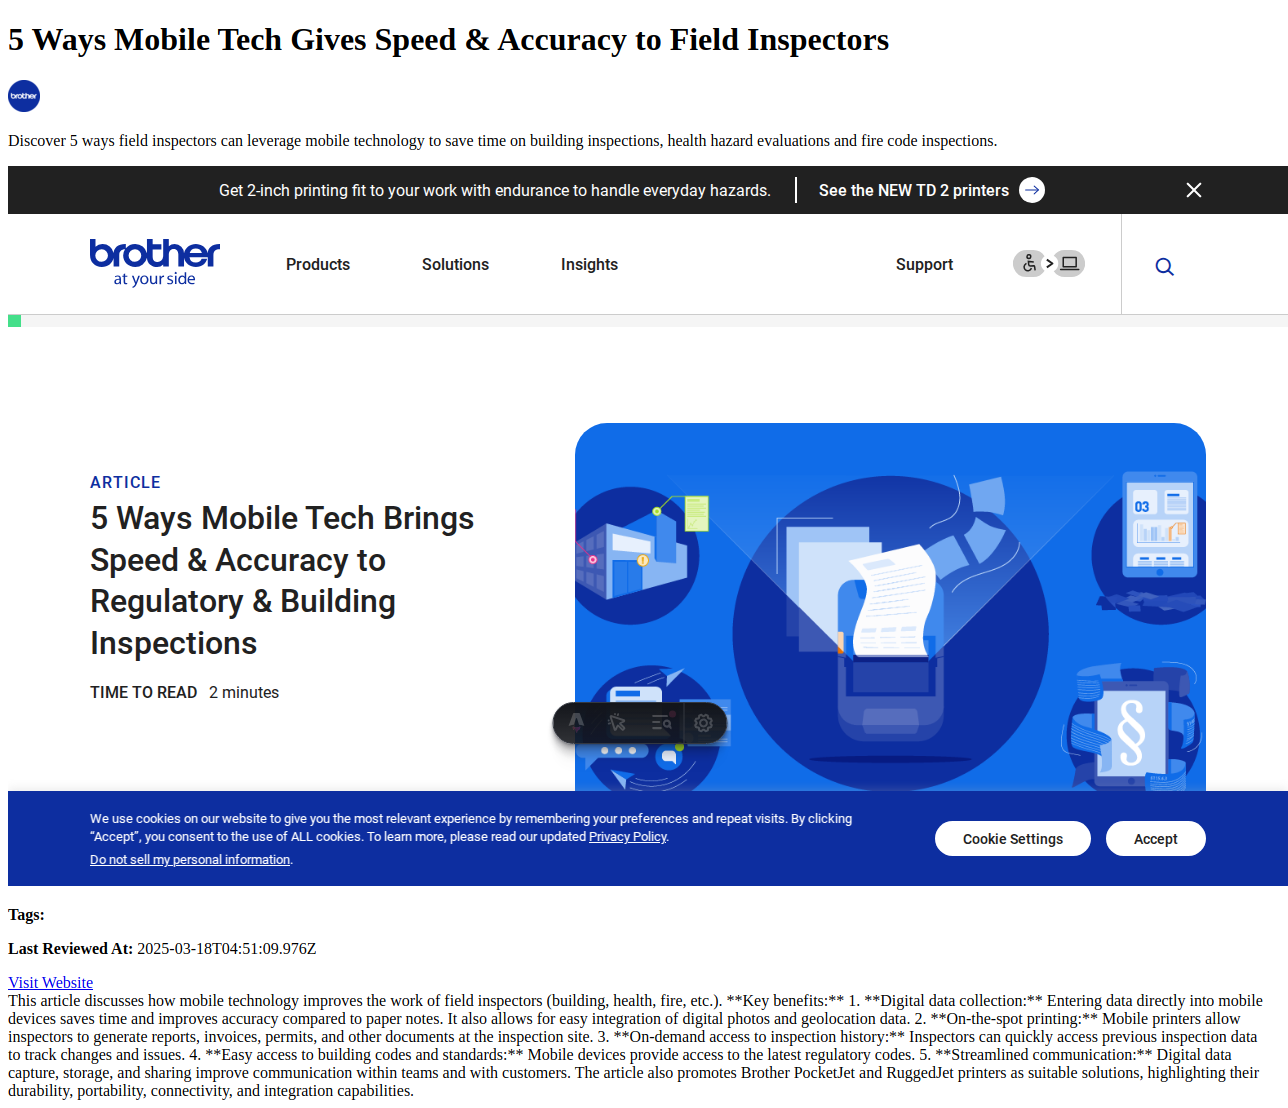 5 Ways Mobile Tech Gives Speed & Accuracy to Field Inspectors
brother
Discover 5 ways field inspectors can leverage mobile technology to save time on building inspections, health hazard evaluations and fire code inspections.
Get 2-inch printing fit to your work with endurance to handle everyday hazards.
See the NEW TD 2 printers
brother
at your side
Products
Solutions
Insights
Support
ARTICLE
5 Ways Mobile Tech Brings
Speed & Accuracy to
Regulatory & Building
Inspections
TIME TO READ 2 minutes
03
§
We use cookies on our website to give you the most relevant experience by remembering your preferences and repeat visits. By clicking
“Accept”, you consent to the use of ALL cookies. To learn more, please read our updated Privacy Policy.
Do not sell my personal information.
Cookie Settings
Accept
Tags:
Last Reviewed At: 2025-03-18T04:51:09.976Z
Visit Website
This article discusses how mobile technology improves the work of field inspectors (building, health, fire, etc.). **Key benefits:** 1. **Digital data collection:** Entering data directly into mobile
devices saves time and improves accuracy compared to paper notes. It also allows for easy integration of digital photos and geolocation data. 2. **On-the-spot printing:** Mobile printers allow
inspectors to generate reports, invoices, permits, and other documents at the inspection site. 3. **On-demand access to inspection history:** Inspectors can quickly access previous inspection data
to track changes and issues. 4. **Easy access to building codes and standards:** Mobile devices provide access to the latest regulatory codes. 5. **Streamlined communication:** Digital data
capture, storage, and sharing improve communication within teams and with customers. The article also promotes Brother PocketJet and RuggedJet printers as suitable solutions, highlighting their
durability, portability, connectivity, and integration capabilities.